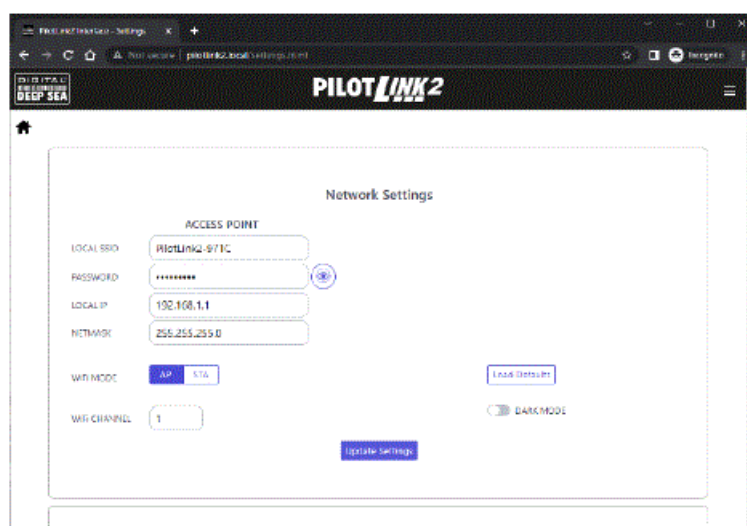 PilotLink2 Interface - Settings
Not secure | pilotlink2.local/settings.html
Incognito
DIGITAL
DEEP SEA
PILOTLINK2
Network Settings
ACCESS POINT
LOCAL SSID
PilotLink2-971C
PASSWORD
•••••••••
LOCAL IP
192.168.1.1
NETMASK
255.255.255.0
WIFI MODE
AP STA
Load Defaults
WIFI CHANNEL
1
DARK MODE
Update Settings